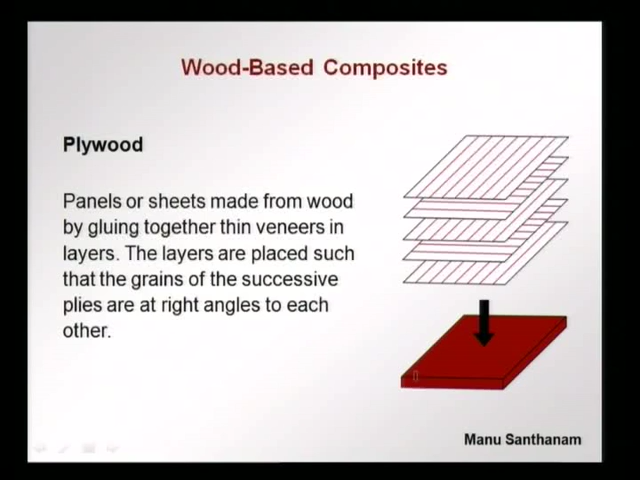 Wood-Based Composites
Plywood
Panels or sheets made from wood
by gluing together thin veneers in
layers. The layers are placed such
that the grains of the successive
plies are at right angles to each
other.
Manu Santhanam